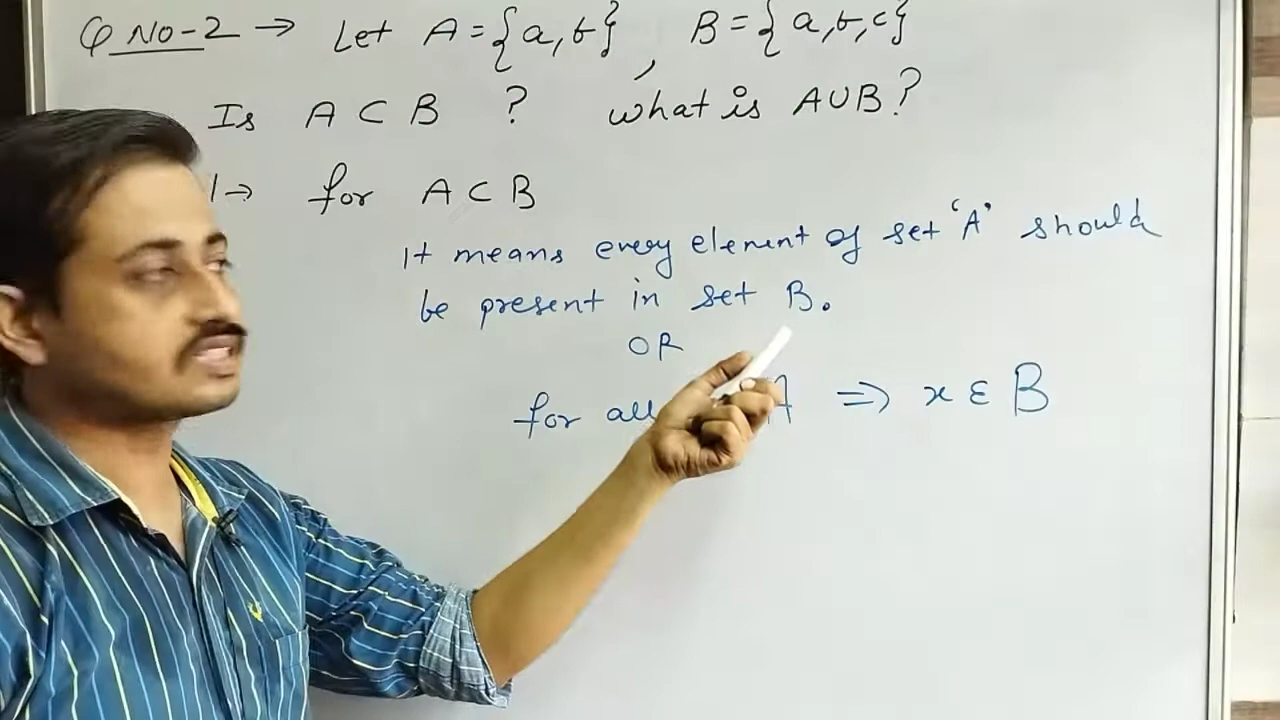 Q No-2 → Let A = {a, b} , B = {a, b, c}
Is A ⊂ B ? what is A∪B ?
1→ for A ⊂ B
It means every element of set 'A' should
be present in set B.
OR
for all A ⇒ x ε B